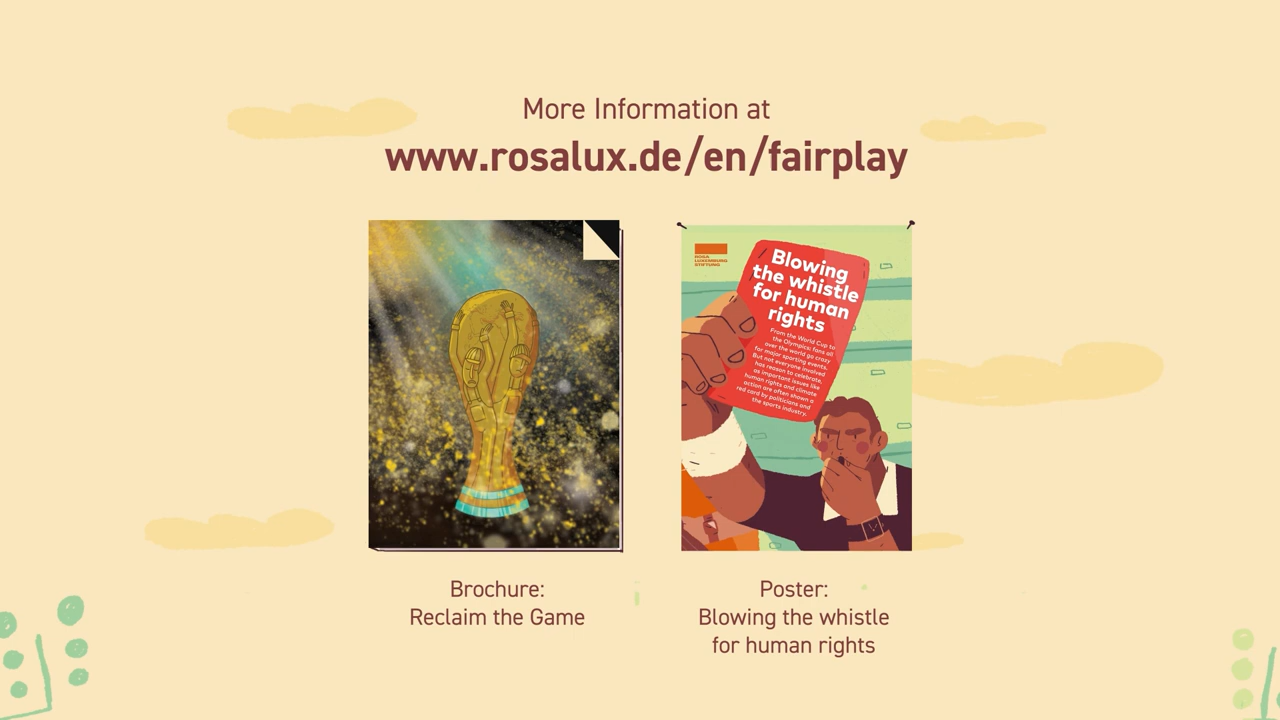 More Information at
www.rosalux.de/en/fairplay
ROSA
LUXEMBURG
STIFTUNG
Blowing
the whistle
for human
rights
From the World Cup to
the Olympics: fans all
over the world go crazy
for major sporting events.
But not everyone involved
has reason to celebrate,
as important issues like
human rights and climate
action are often shown a
red card by politicians and
the sports industry.
Brochure:
Reclaim the Game
Poster:
Blowing the whistle
for human rights